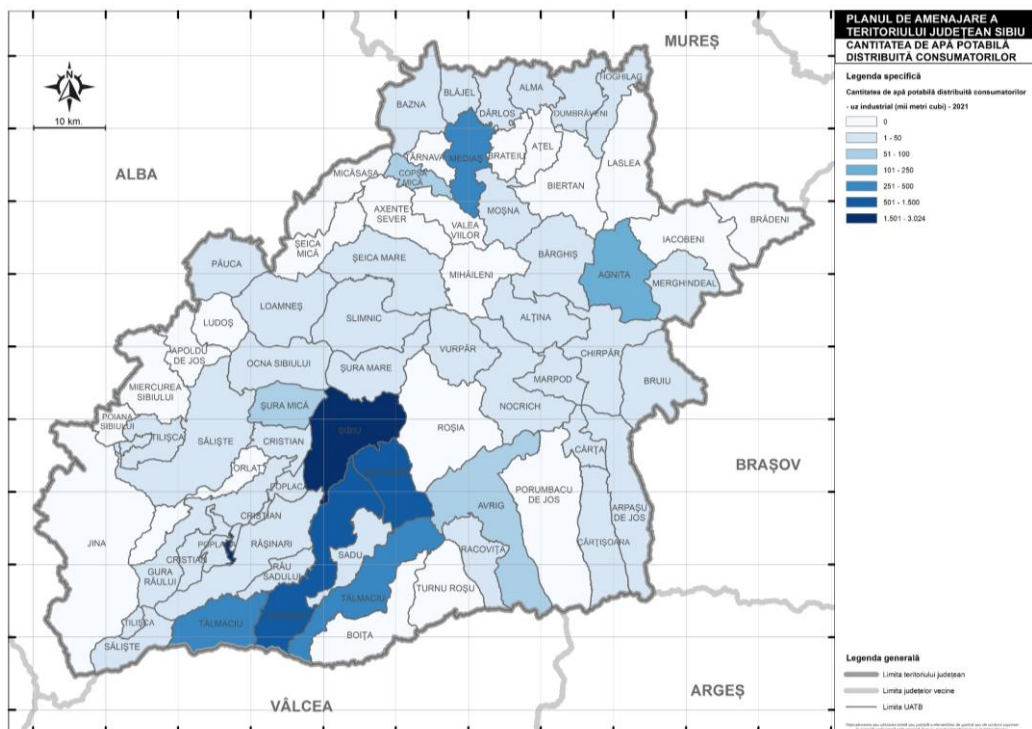 PLANUL DE AMENAJARE A
TERITORIULUI JUDEȚEAN SIBIU
CANTITATEA DE APĂ POTABILĂ
DISTRIBUITĂ CONSUMATORILOR
Legenda specifică
Cantitatea de apă potabilă distribuită consumatorilor
- uz industrial (mii metri cubi) - 2021
0
1 - 50
51 - 100
101 - 250
251 - 500
501 - 1.500
1.501 - 3.024
MUREȘ
N
10 km.
ALBA
BRAȘOV
ARGEȘ
VÂLCEA
HOGHILAG
ALMA
BLĂJEL
BAZNA
DÂRLOS
DUMBRĂVENI
AȚEL
TÂRNAVA
MEDIAȘ
BRATEIU
LASLEA
MICĂSASA
COPȘA
MICĂ
BIERTAN
AXENTE
SEVER
MOȘNA
VALEA
VIILOR
BRĂDENI
IACOBENI
ȘEICA
MICĂ
ȘEICA MARE
BÂRGHIȘ
PĂUCA
MIHĂILENI
AGNITA
MERGHINDEAL
LOAMNEȘ
SLIMNIC
ALȚINA
LUDOȘ
VURPĂR
CHIRPĂR
APOLDU
DE JOS
OCNA SIBIULUI
ȘURA MARE
MARPOD
BRUIU
MIERCUREA
SIBIULUI
ȘURA MICĂ
NOCRICH
POIANA
SIBIULUI
TILIȘCA
SĂLIȘTE
CRISTIAN
SIBIU
ROȘIA
CÂRȚA
ORLAT
POPLACA
PORUMBACU
DE JOS
AVRIG
ARPAȘU
DE JOS
CRISTIAN
JINA
POPLACA
RĂȘINARI
CÂRȚIȘOARA
CRISTIAN
SADU
RACOVIȚA
GURA
RÂULUI
RÂU
SADULUI
TURNU ROȘU
TĂLMACIU
TILIȘCA
TĂLMACIU
BOIȚA
SĂLIȘTE
Legenda generală
Limita teritoriului județean
Limita județelor vecine
Limita UATB